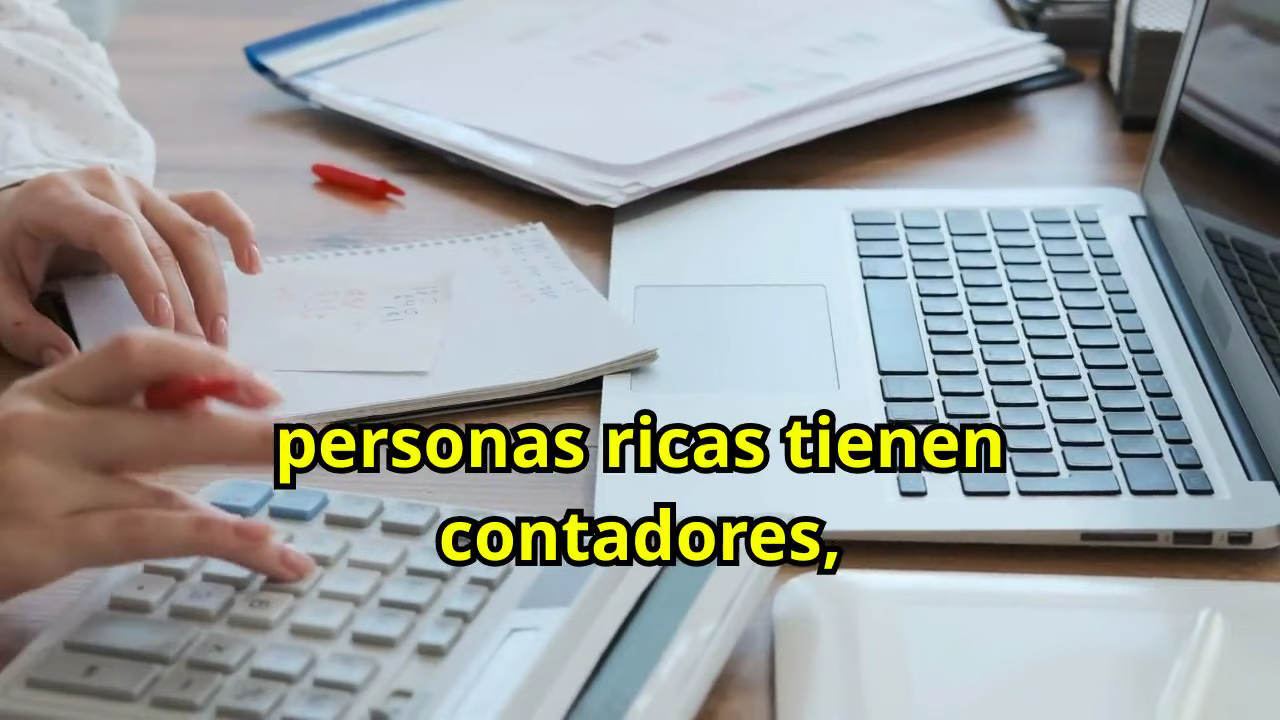 personas ricas tienen
contadores,